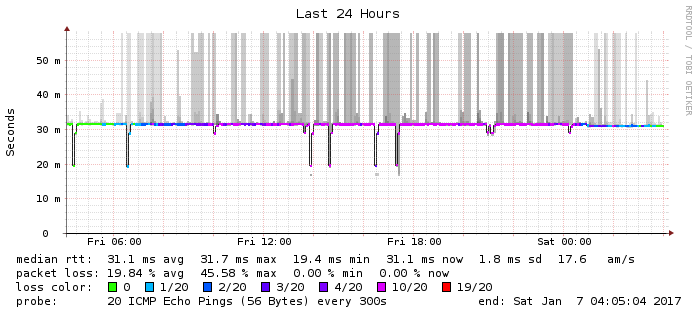 Last 24 Hours
RRDTOOL / TOBI OETIKER
Seconds
50 m
40 m
30 m
20 m
10 m
0
Fri 06:00 Fri 12:00 Fri 18:00 Sat 00:00
median rtt: 31.1 ms avg 31.7 ms max 19.4 ms min 31.1 ms now 1.8 ms sd 17.6 am/s
packet loss: 19.84 % avg 45.58 % max 0.00 % min 0.00 % now
loss color: 0 1/20 2/20 3/20 4/20 10/20 19/20
probe: 20 ICMP Echo Pings (56 Bytes) every 300s end: Sat Jan 7 04:05:04 2017